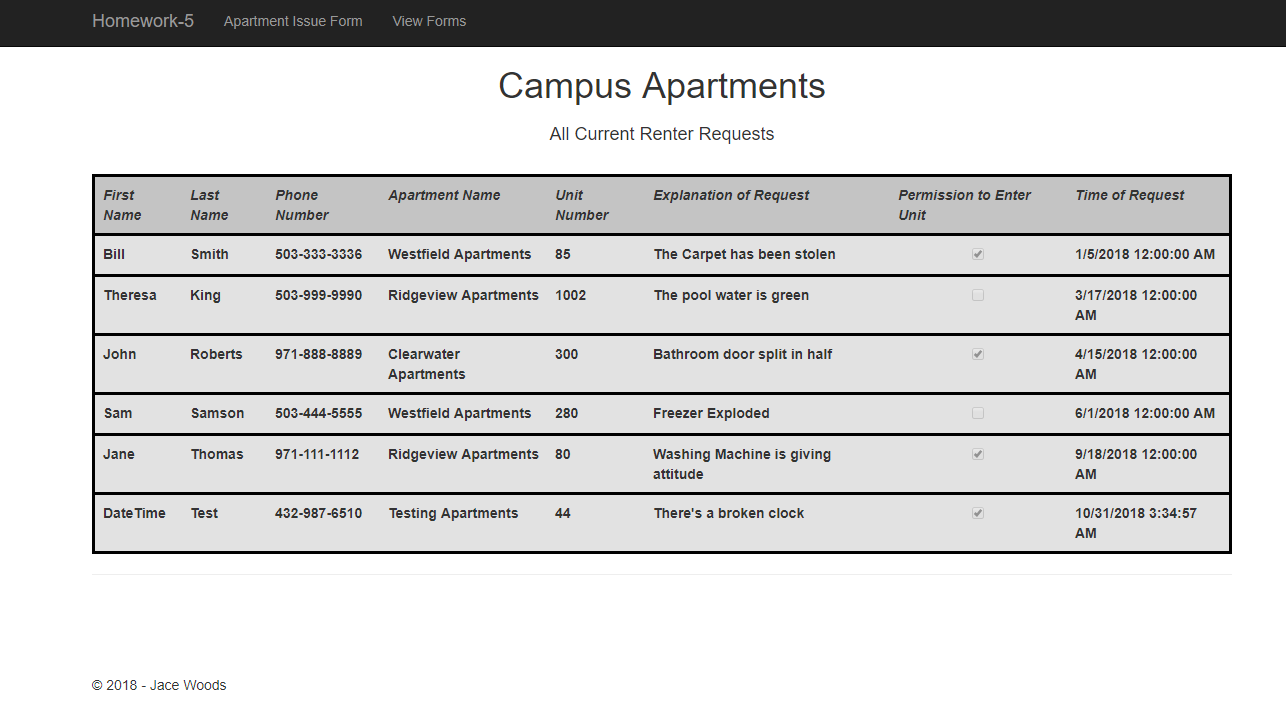 Homework-5 Apartment Issue Form View Forms
Campus Apartments
All Current Renter Requests
First Name Last Name Phone Number Apartment Name Unit Number Explanation of Request Permission to Enter Unit Time of Request
Bill Smith 503-333-3336 Westfield Apartments 85 The Carpet has been stolen 1/5/2018 12:00:00 AM
Theresa King 503-999-9990 Ridgeview Apartments 1002 The pool water is green 3/17/2018 12:00:00 AM
John Roberts 971-888-8889 Clearwater Apartments 300 Bathroom door split in half 4/15/2018 12:00:00 AM
Sam Samson 503-444-5555 Westfield Apartments 280 Freezer Exploded 6/1/2018 12:00:00 AM
Jane Thomas 971-111-1112 Ridgeview Apartments 80 Washing Machine is giving attitude 9/18/2018 12:00:00 AM
DateTime Test 432-987-6510 Testing Apartments 44 There's a broken clock 10/31/2018 3:34:57 AM
© 2018 - Jace Woods